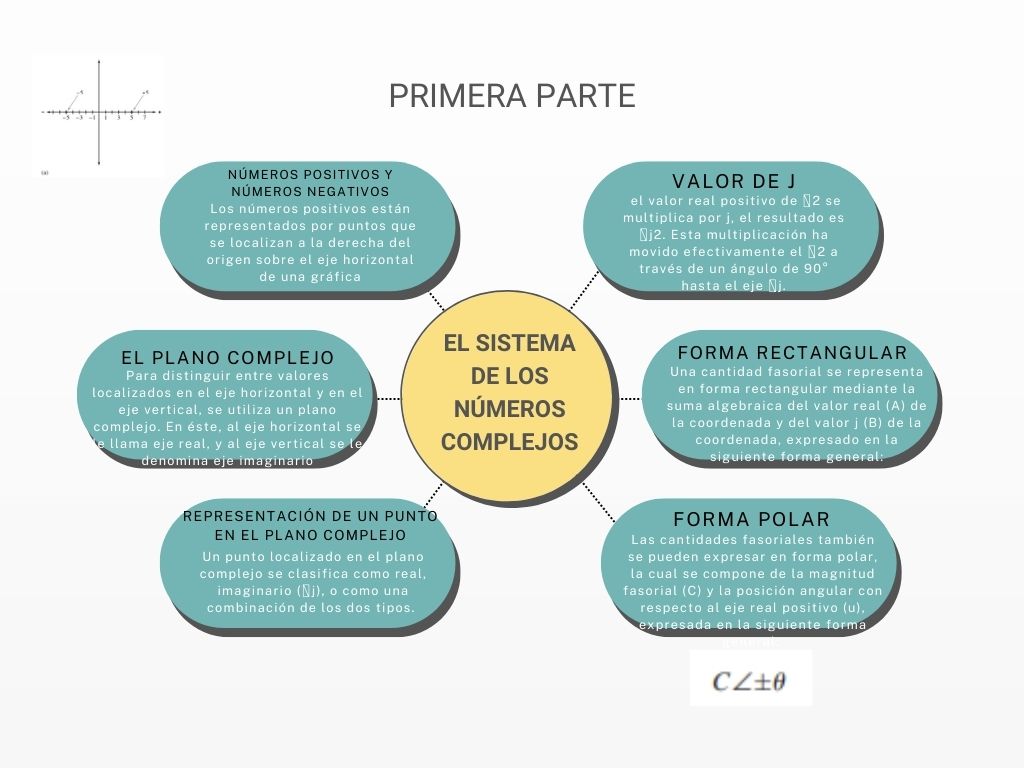 PRIMERA PARTE
-5
+5
-5 -3 -1 1 3 5 7
(a)
NÚMEROS POSITIVOS Y
NÚMEROS NEGATIVOS
Los números positivos están
representados por puntos que
se localizan a la derecha del
origen sobre el eje horizontal
de una gráfica
VALOR DE J
el valor real positivo de 2 se
multiplica por j, el resultado es
j2. Esta multiplicación ha
movido efectivamente el 2 a
través de un ángulo de 90°
hasta el eje j.
EL SISTEMA
DE LOS
NÚMEROS
COMPLEJOS
EL PLANO COMPLEJO
Para distinguir entre valores
localizados en el eje horizontal y en el
eje vertical, se utiliza un plano
complejo. En éste, al eje horizontal se
le llama eje real, y al eje vertical se le
denomina eje imaginario
FORMA RECTANGULAR
Una cantidad fasorial se representa
en forma rectangular mediante la
suma algebraica del valor real (A) de
la coordenada y del valor j (B) de la
coordenada, expresado en la
siguiente forma general:
REPRESENTACIÓN DE UN PUNTO
EN EL PLANO COMPLEJO
Un punto localizado en el plano
complejo se clasifica como real,
imaginario (j), o como una
combinación de los dos tipos.
FORMA POLAR
Las cantidades fasoriales también
se pueden expresar en forma polar,
la cual se compone de la magnitud
fasorial (C) y la posición angular con
respecto al eje real positivo (u),
expresada en la siguiente forma
general:
C∠±θ